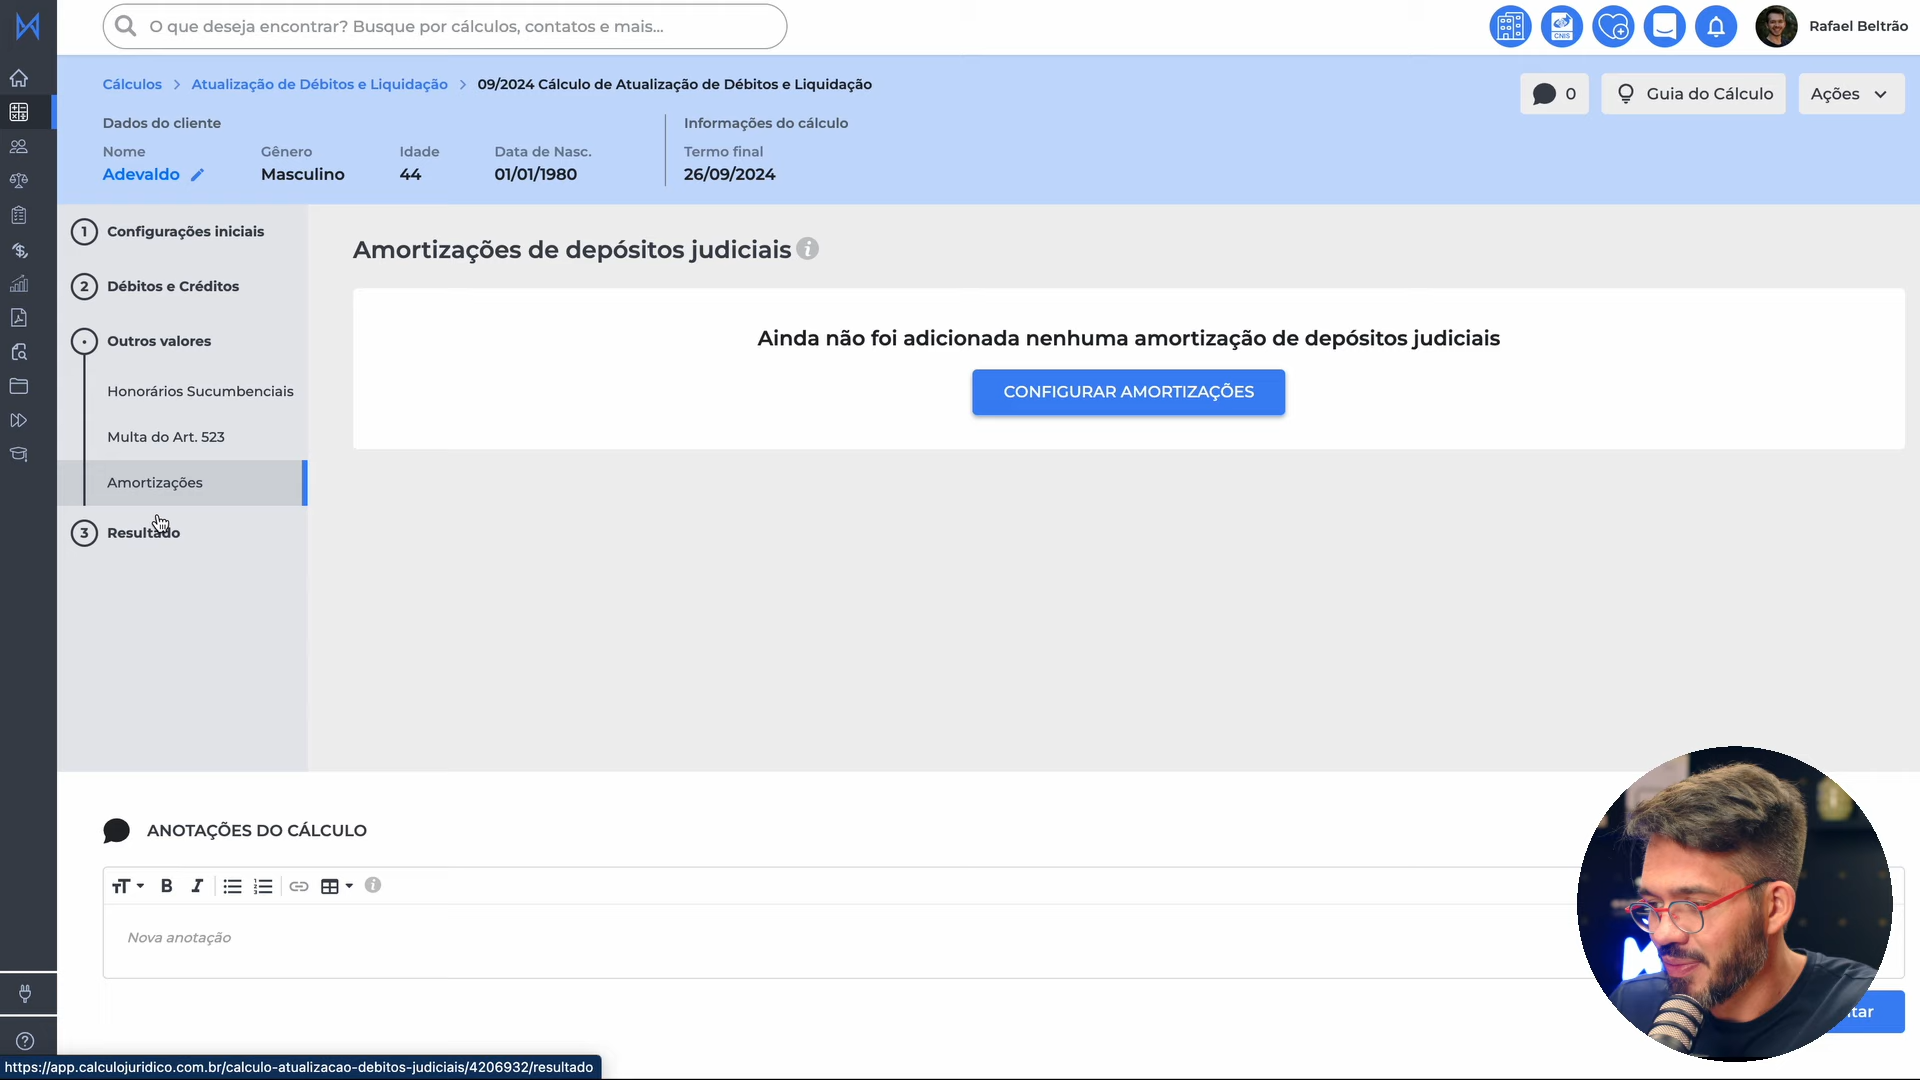 O que deseja encontrar? Busque por cálculos, contatos e mais...
CNIS
Rafael Beltrão
Cálculos > Atualização de Débitos e Liquidação > 09/2024 Cálculo de Atualização de Débitos e Liquidação
0
Guia do Cálculo
Ações
Dados do cliente
Informações do cálculo
Nome
Gênero
Idade
Data de Nasc.
Termo final
Adevaldo
Masculino
44
01/01/1980
26/09/2024
1 Configurações iniciais
2 Débitos e Créditos
Outros valores
Honorários Sucumbenciais
Multa do Art. 523
Amortizações
3 Resultado
Amortizações de depósitos judiciais
Ainda não foi adicionada nenhuma amortização de depósitos judiciais
CONFIGURAR AMORTIZAÇÕES
ANOTAÇÕES DO CÁLCULO
Nova anotação
tar
https://app.calculojuridico.com.br/calculo-atualizacao-debitos-judiciais/4206932/resultado